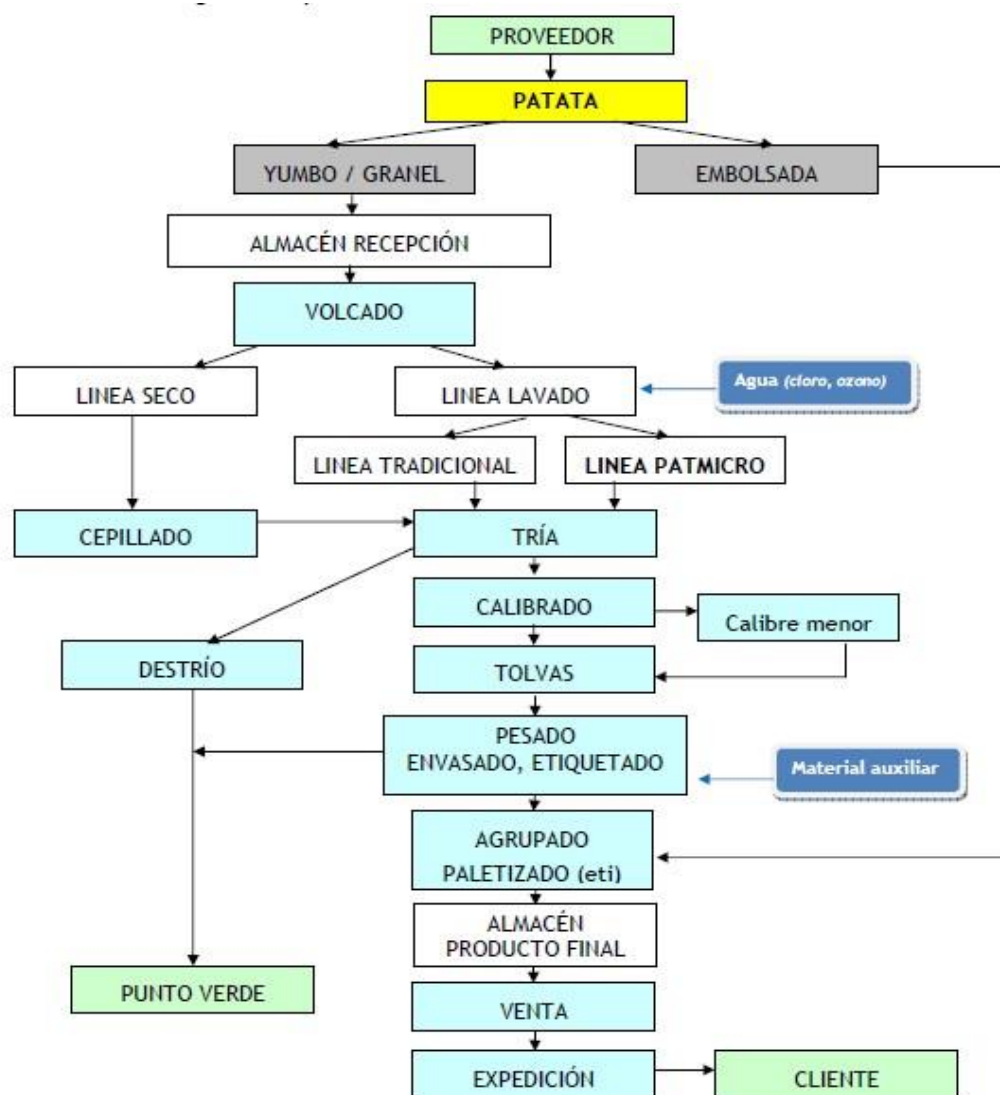 PROVEEDOR
PATATA
YUMBO / GRANEL
EMBOLSADA
ALMACÉN RECEPCIÓN
VOLCADO
LINEA SECO
LINEA LAVADO
Agua (cloro, ozono)
LINEA TRADICIONAL
LINEA PATMICRO
CEPILLADO
TRÍA
CALIBRADO
Calibre menor
DESTRÍO
TOLVAS
PESADO
ENVASADO, ETIQUETADO
Material auxiliar
AGRUPADO
PALETIZADO (eti)
ALMACÉN
PRODUCTO FINAL
PUNTO VERDE
VENTA
EXPEDICIÓN
CLIENTE